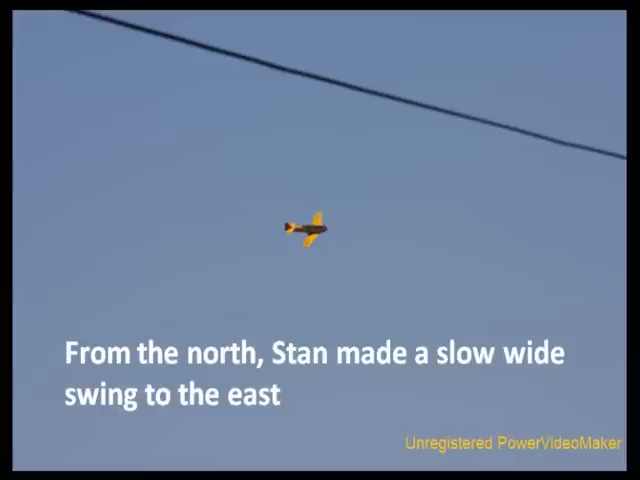 From the north, Stan made a slow wide
swing to the east
Unregistered PowerVideoMaker